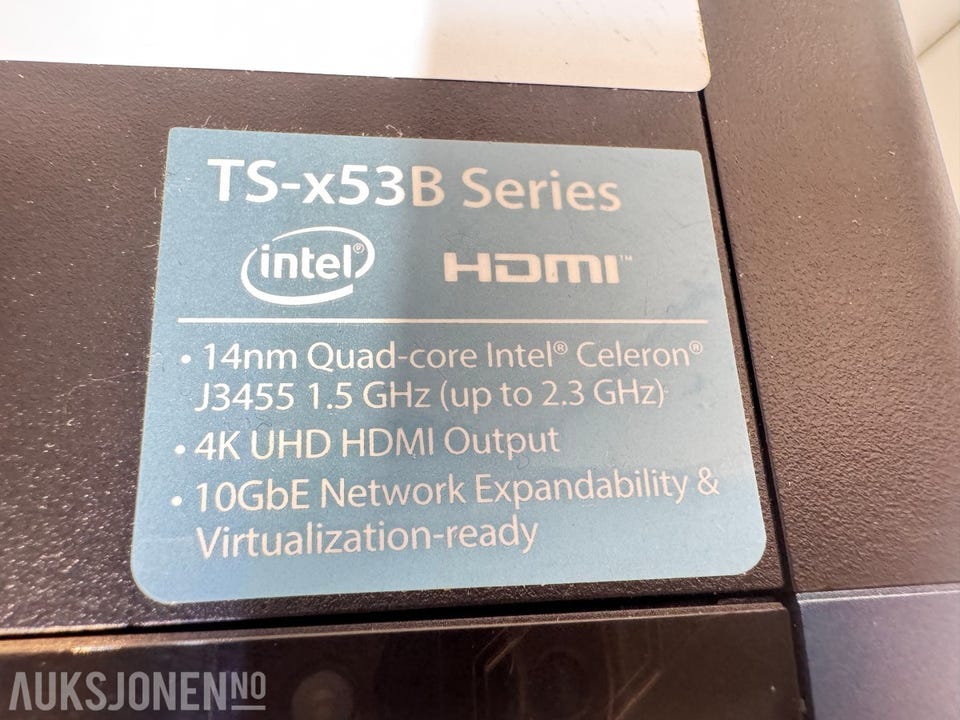 TS-x53B Series
intel® HDMI™
• 14nm Quad-core Intel® Celeron®
J3455 1.5 GHz (up to 2.3 GHz)
• 4K UHD HDMI Output
• 10GbE Network Expandability &
Virtualization-ready
AUKSJONEN.NO